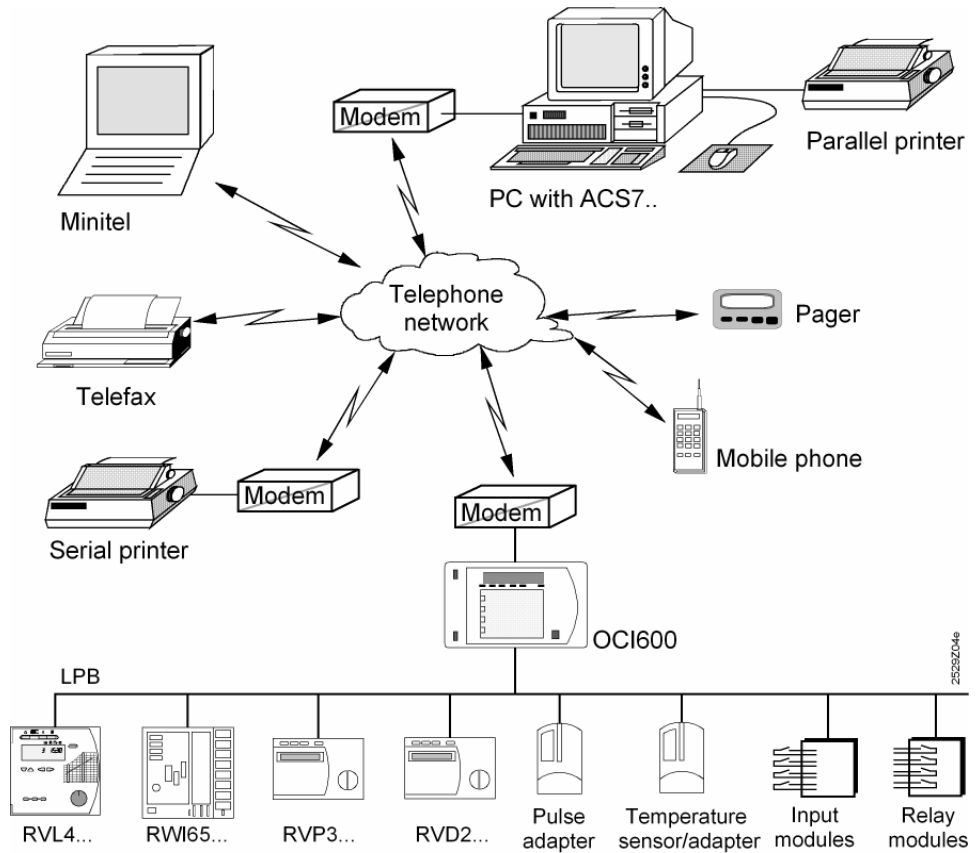 Modem
Parallel printer
PC with ACS7..
Minitel
Telephone
network
Pager
Telefax
Mobile phone
Modem
Modem
Serial printer
OCI600
2529Z04e
LPB
RVL4...
RWI65...
RVP3...
RVD2...
Pulse
adapter
Temperature
sensor/adapter
Input
modules
Relay
modules